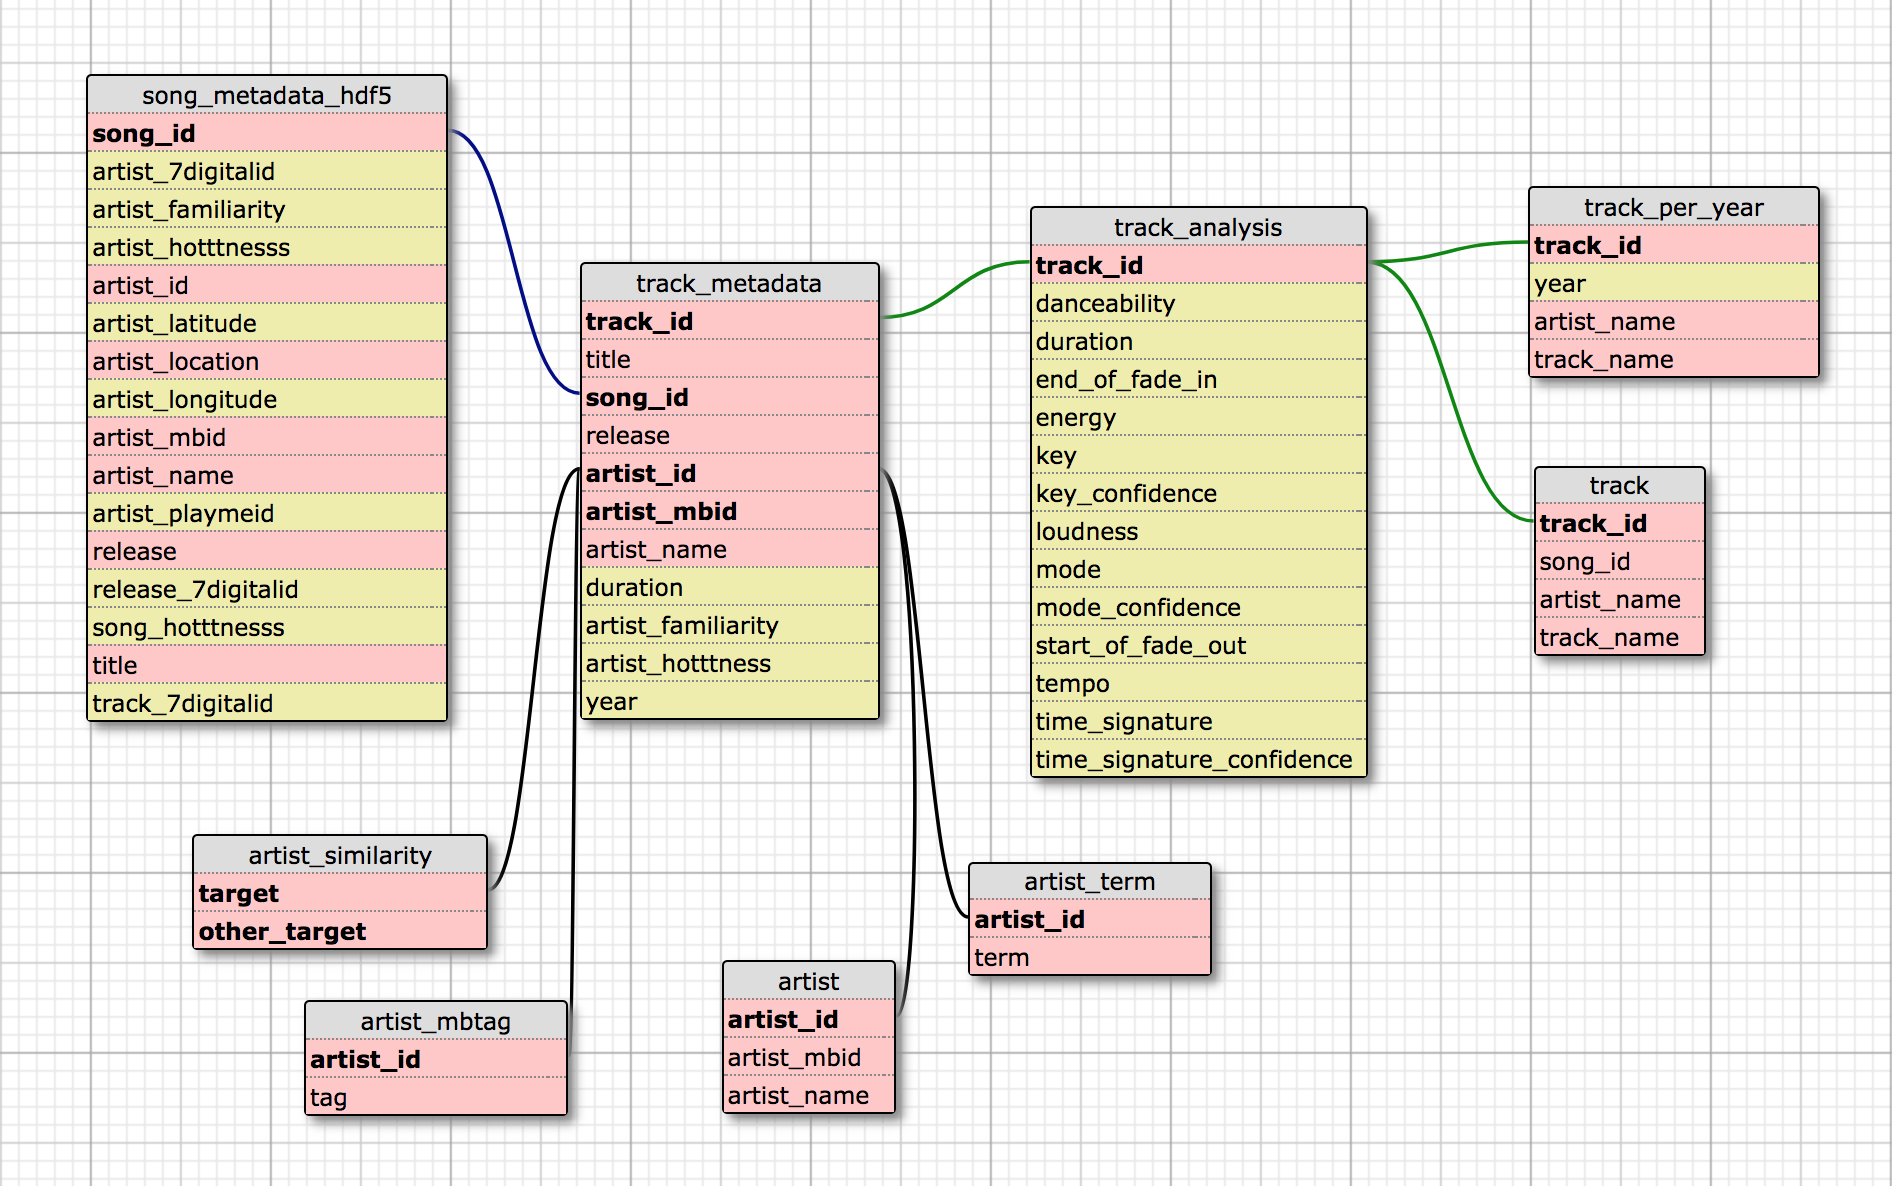 song_metadata_hdf5
song_id
artist_7digitalid
artist_familiarity
artist_hotttnesss
artist_id
artist_latitude
artist_location
artist_longitude
artist_mbid
artist_name
artist_playmeid
release
release_7digitalid
song_hotttnesss
title
track_7digitalid
track_metadata
track_id
title
song_id
release
artist_id
artist_mbid
artist_name
duration
artist_familiarity
artist_hotttness
year
track_analysis
track_id
danceability
duration
end_of_fade_in
energy
key
key_confidence
loudness
mode
mode_confidence
start_of_fade_out
tempo
time_signature
time_signature_confidence
track_per_year
track_id
year
artist_name
track_name
track
track_id
song_id
artist_name
track_name
artist_similarity
target
other_target
artist_mbtag
artist_id
tag
artist
artist_id
artist_mbid
artist_name
artist_term
artist_id
term